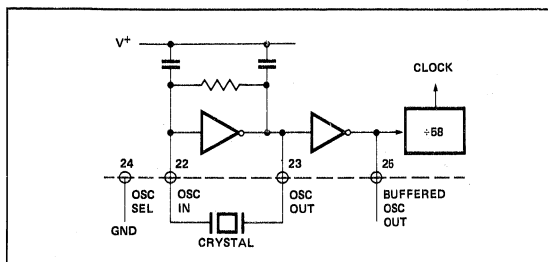 V+
CLOCK
÷58
24 22 23 25
OSC SEL
OSC IN
OSC OUT
BUFFERED OSC OUT
GND
CRYSTAL